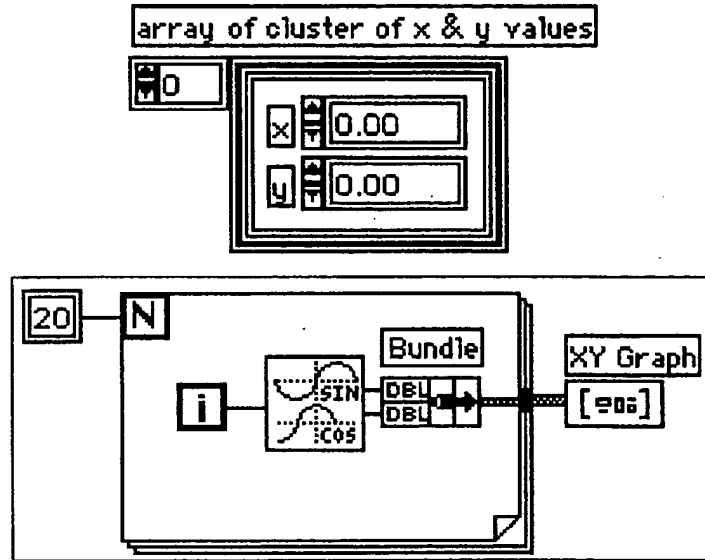 array of cluster of x & y values
0
x 0.00
y 0.00
20 N
Bundle
XY Graph
i SIN DBL
COS DBL